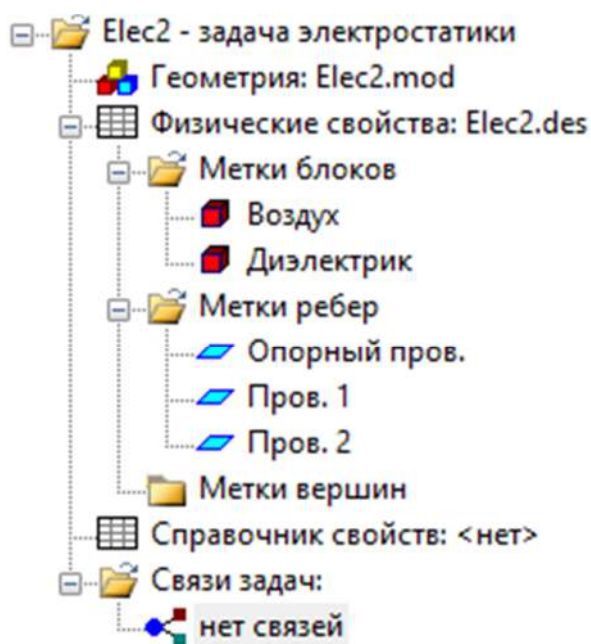 Elec2 - задача электростатики
Геометрия: Elec2.mod
Физические свойства: Elec2.des
Метки блоков
Воздух
Диэлектрик
Метки ребер
Опорный пров.
Пров. 1
Пров. 2
Метки вершин
Справочник свойств: <нет>
Связи задач:
нет связей